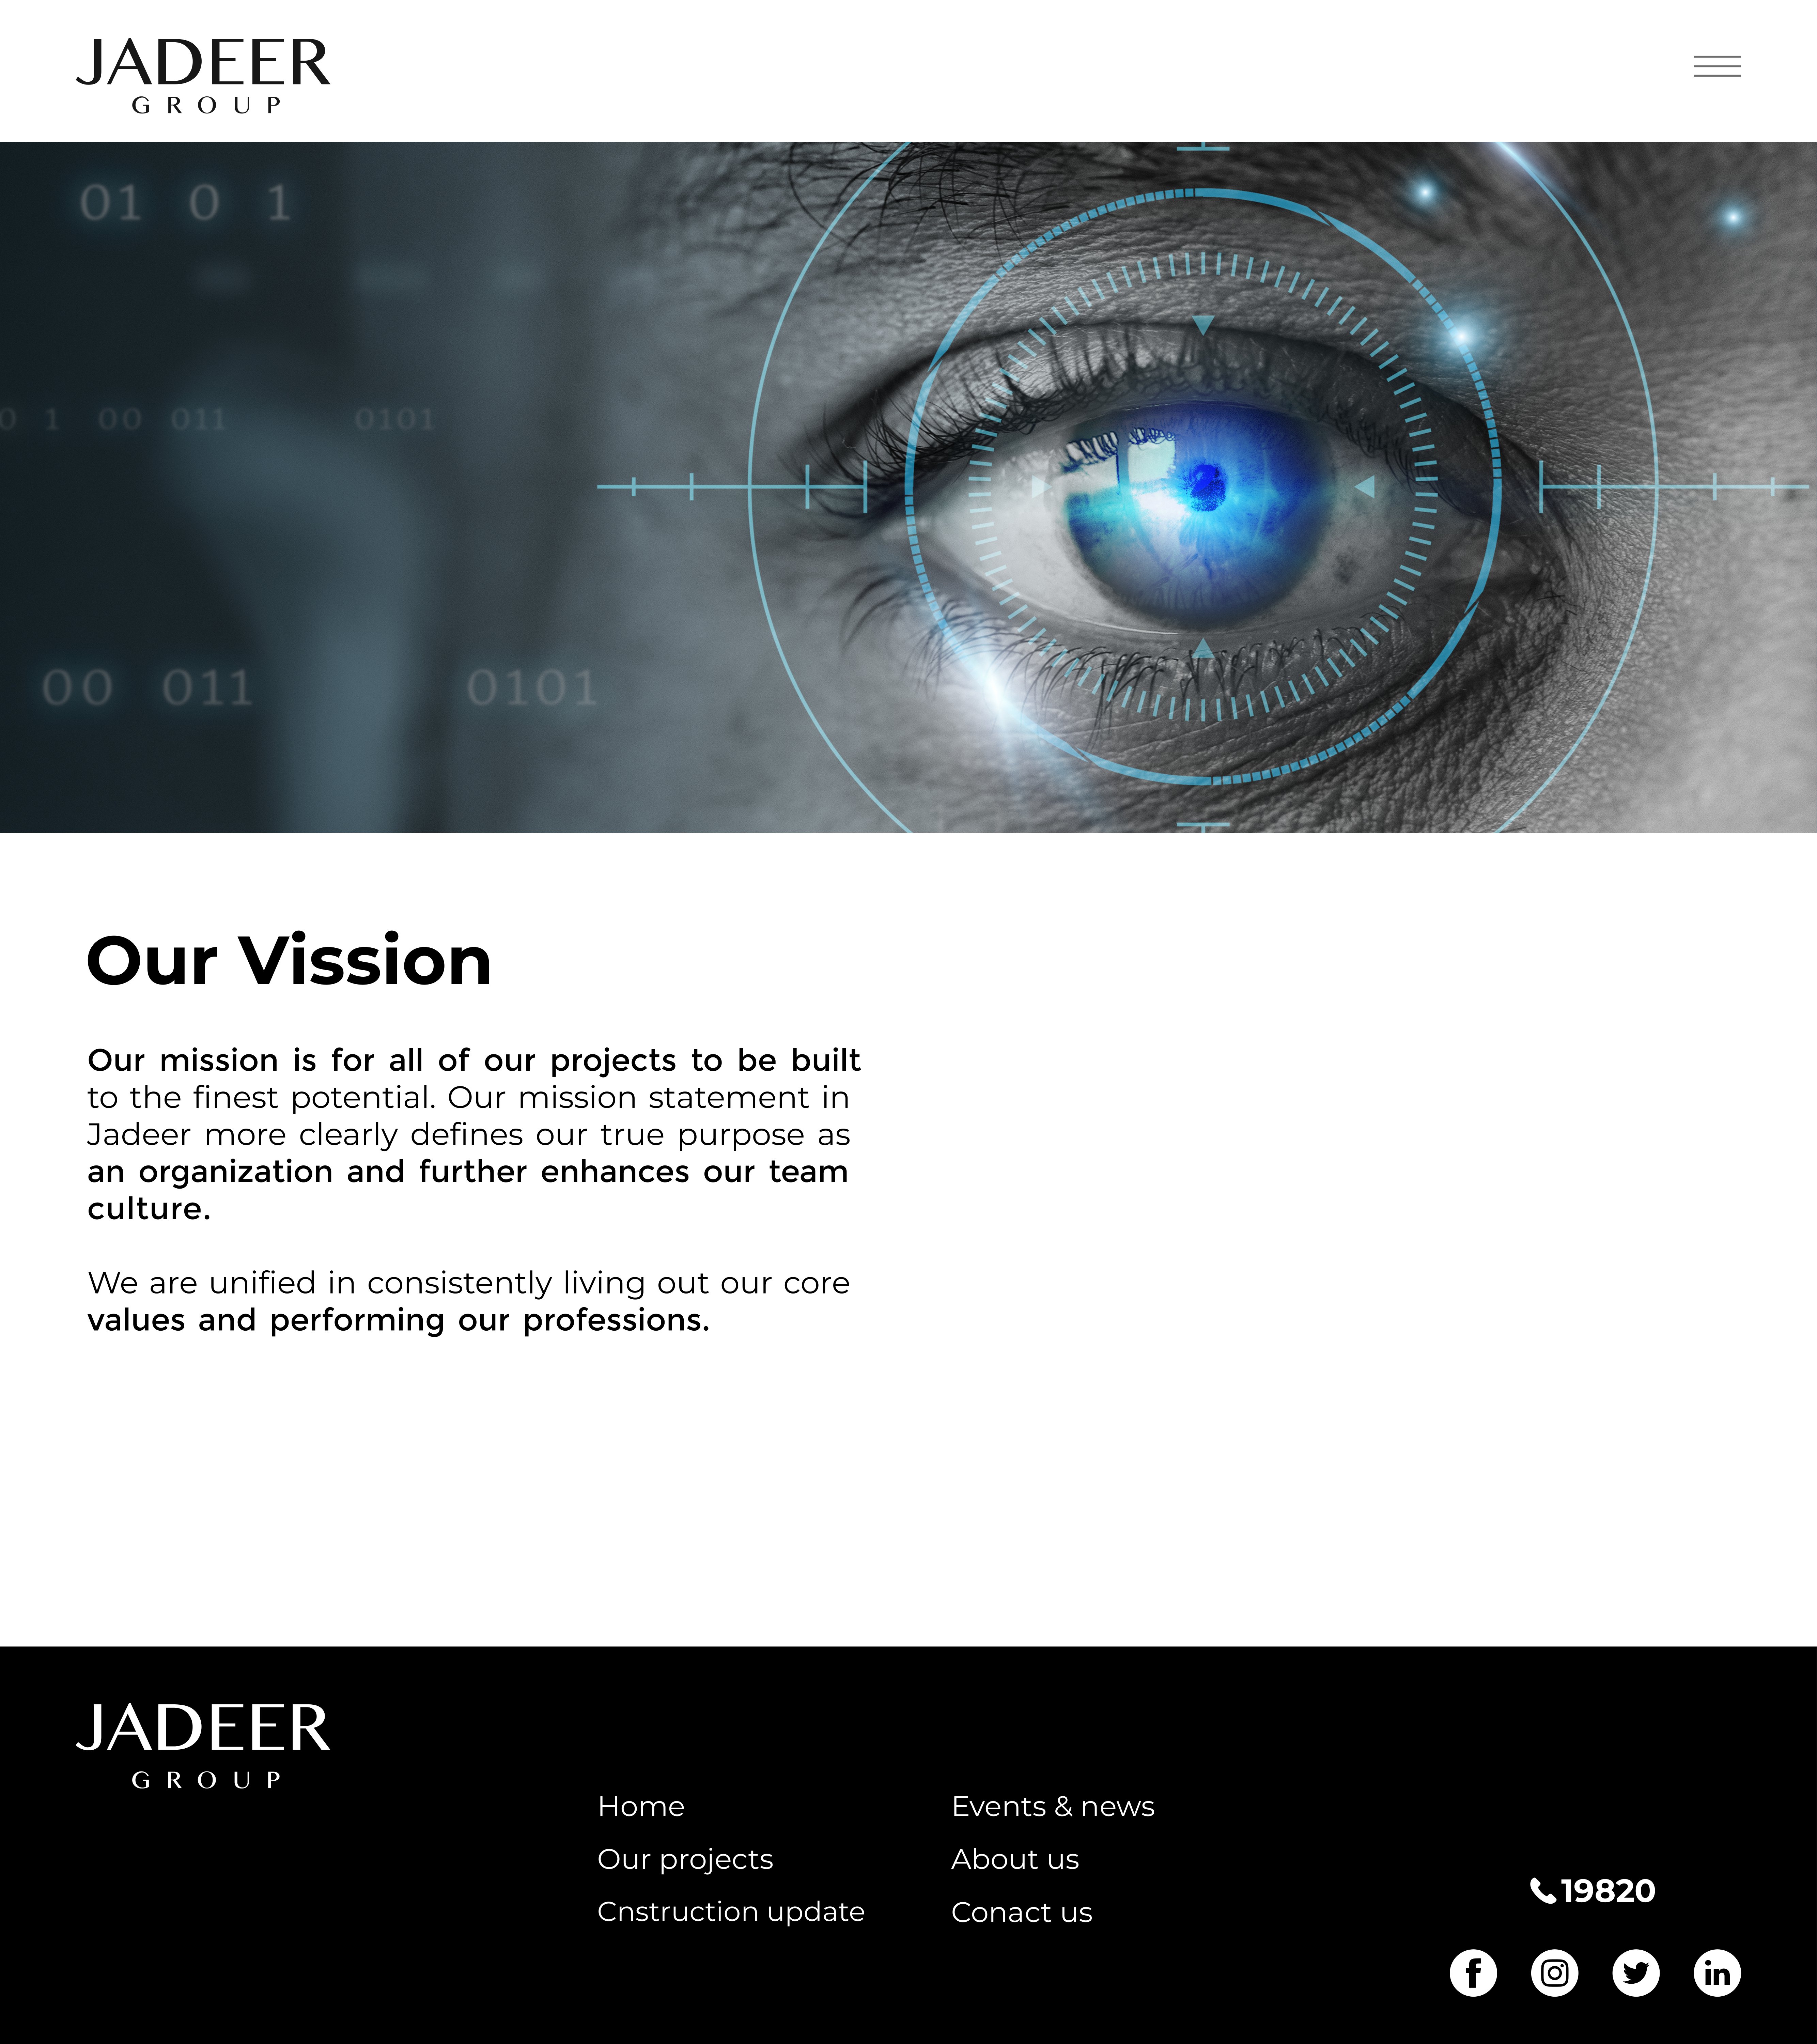 JADEER
GROUP
01 0 1
0 1 00 011 0101
00 011 0101
Our Vission
Our mission is for all of our projects to be built
to the finest potential. Our mission statement in
Jadeer more clearly defines our true purpose as
an organization and further enhances our team
culture.
We are unified in consistently living out our core
values and performing our professions.
JADEER
GROUP
Home
Our projects
Cnstruction update
Events & news
About us
Conact us
19820